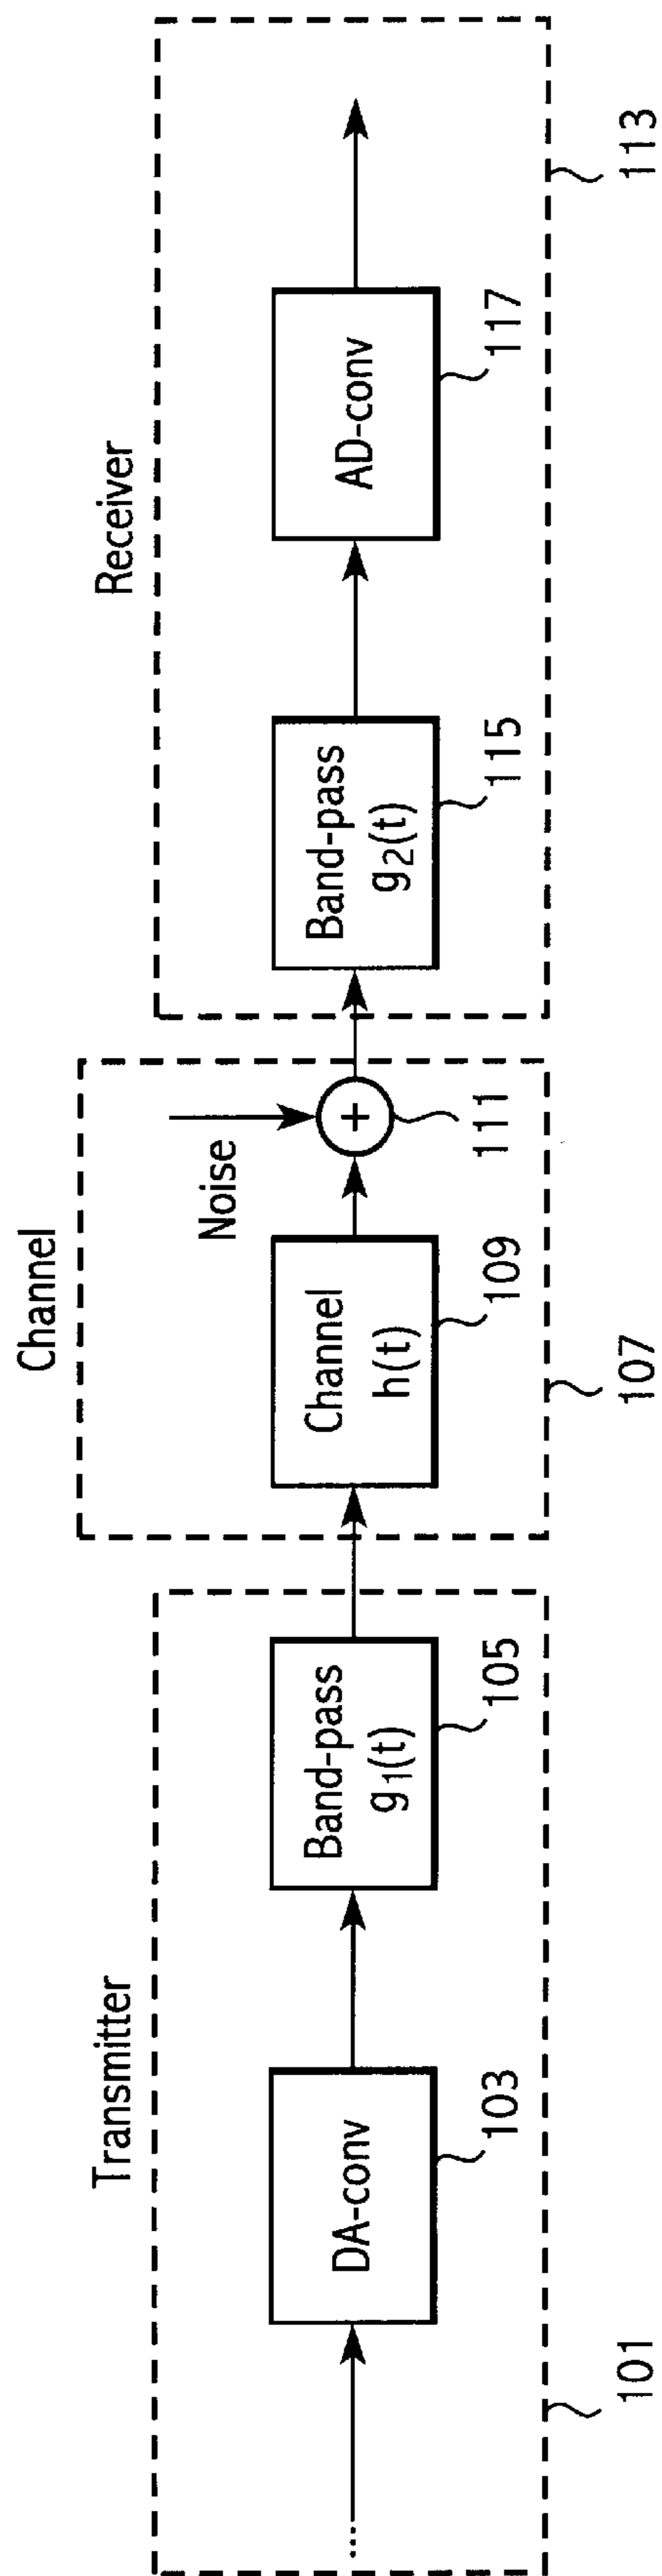 Transmitter
...
DA-conv
103
Band-pass
g1(t)
105
101
Channel
Channel
h(t)
109
Noise
+
111
107
Receiver
Band-pass
g2(t)
115
AD-conv
117
113